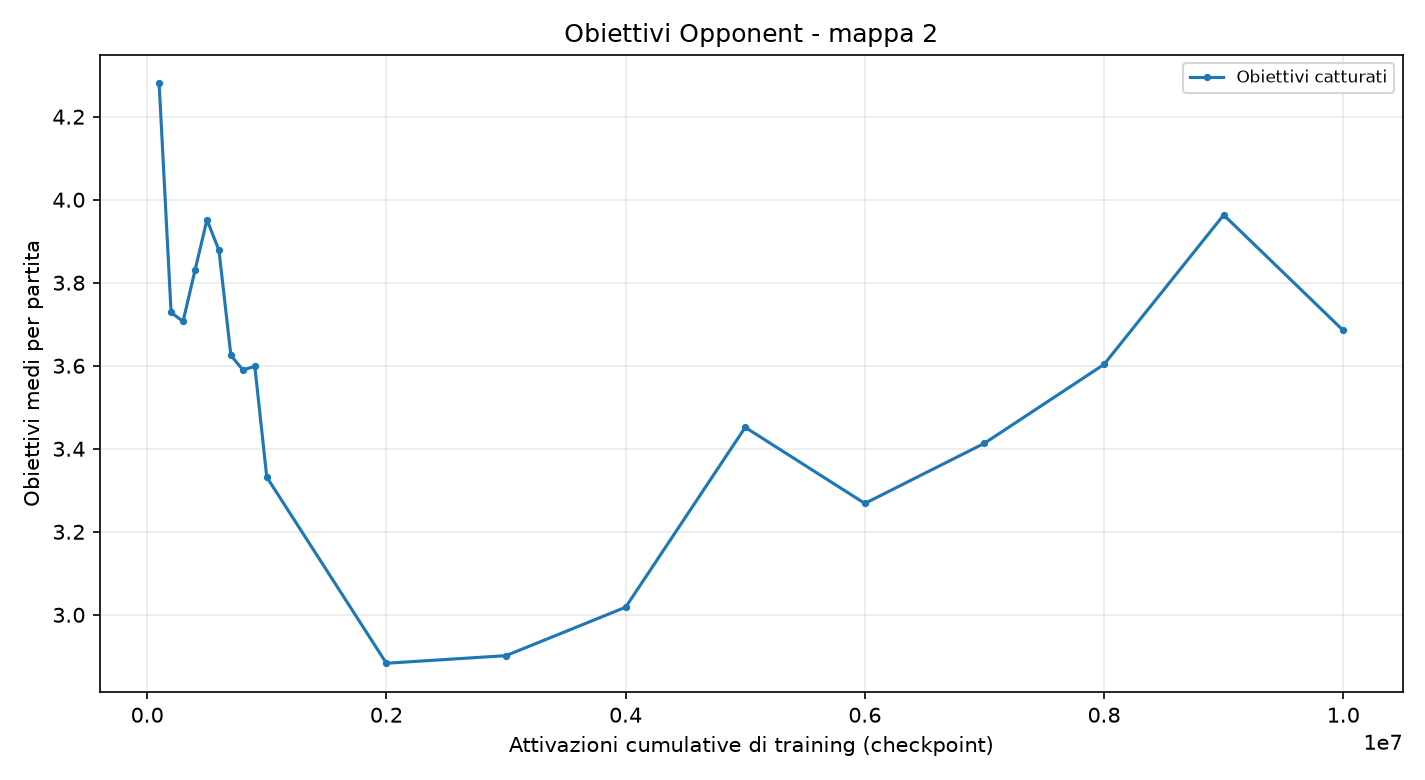 Obiettivi Opponent - mappa 2
Obiettivi catturati
Obiettivi medi per partita
4.2
4.0
3.8
3.6
3.4
3.2
3.0
0.0 0.2 0.4 0.6 0.8 1.0
1e7
Attivazioni cumulative di training (checkpoint)